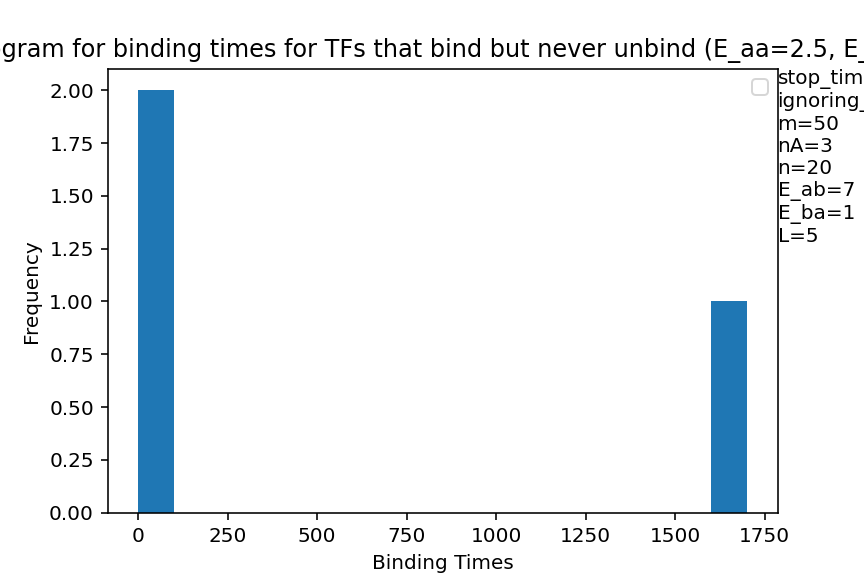 gram for binding times for TFs that bind but never unbind (E_aa=2.5, E_
stop_tim
ignoring_
m=50
nA=3
n=20
E_ab=7
E_ba=1
L=5
2.00
1.75
1.50
1.25
1.00
0.75
0.50
0.25
0.00
Frequency
0 250 500 750 1000 1250 1500 1750
Binding Times